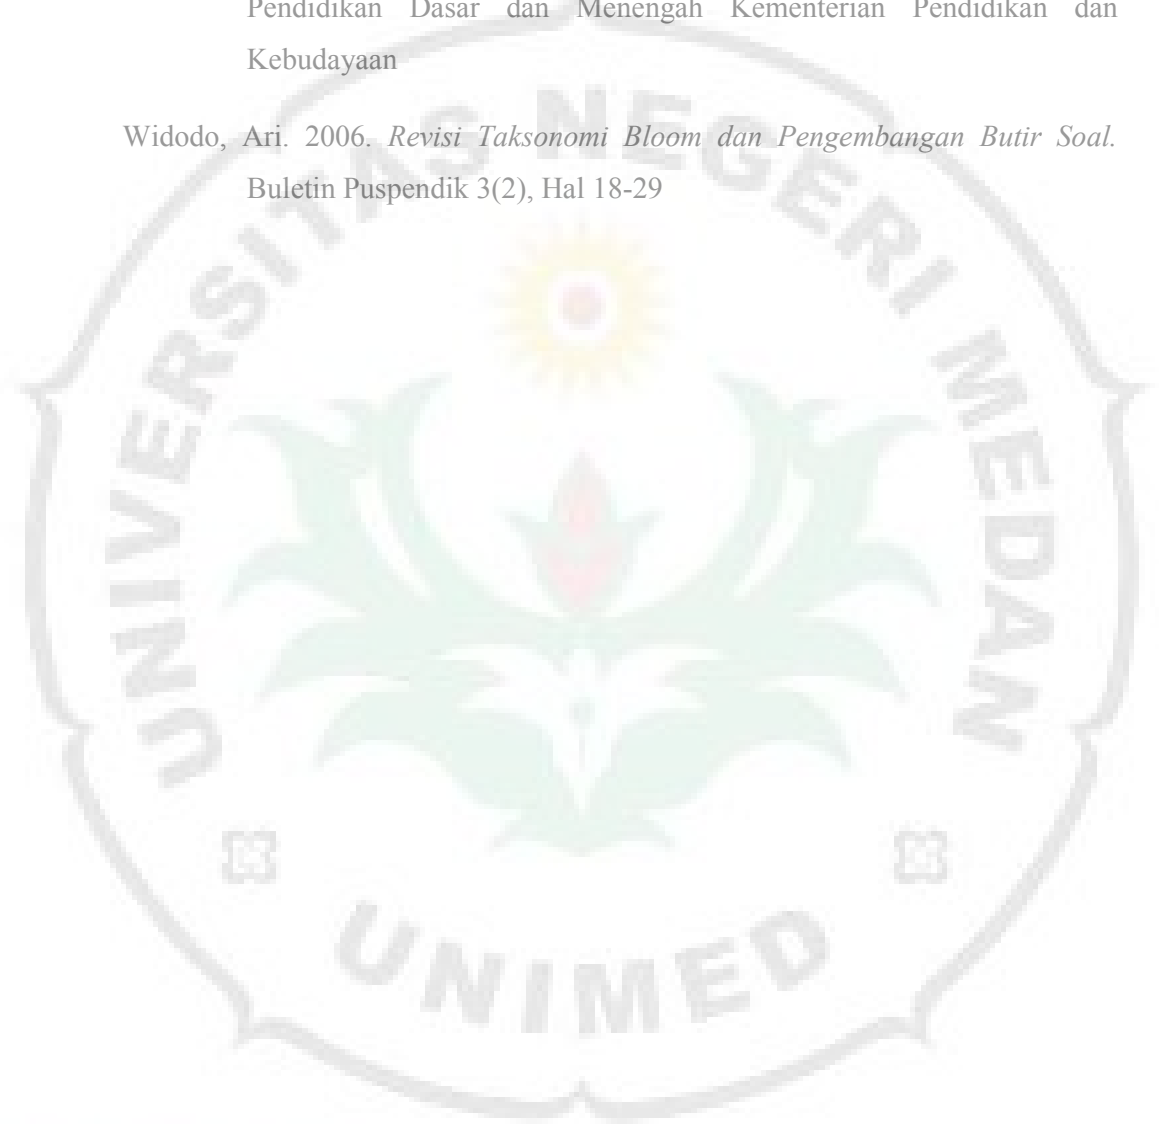 Pendidikan Dasar dan Menengah Kementerian Pendidikan dan
Kebudayaan
Widodo, Ari. 2006. Revisi Taksonomi Bloom dan Pengembangan Butir Soal.
Buletin Puspendik 3(2), Hal 18-29
UNIVERSITAS NEGERI MEDAN
UNIMED